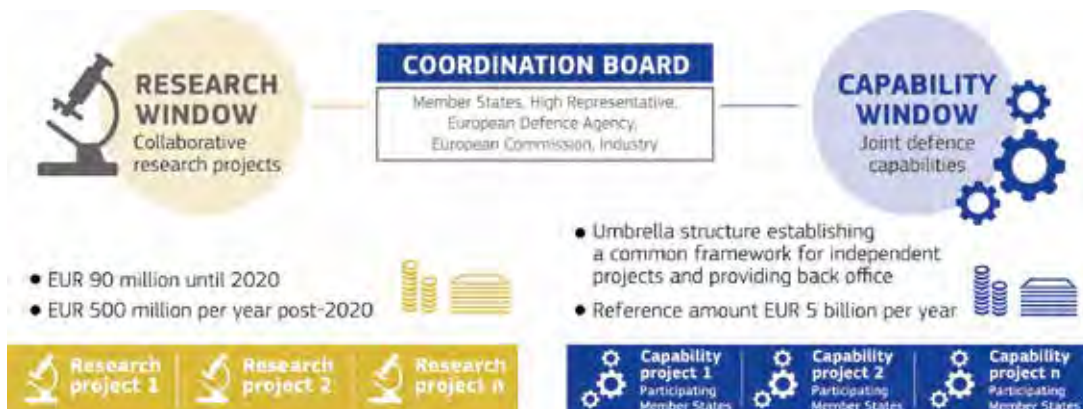 RESEARCH
WINDOW
Collaborative
research projects
COORDINATION BOARD
Member States, High Representative,
European Defence Agency,
European Commission, Industry
CAPABILITY
WINDOW
Joint defence
capabilities
● EUR 90 million until 2020
● EUR 500 million per year post-2020
● Umbrella structure establishing
a common framework for independent
projects and providing back office
● Reference amount EUR 5 billion per year
Research
project 1
Research
project 2
Research
project n
Capability
project 1
Participating
Member States
Capability
project 2
Participating
Member States
Capability
project n
Participating
Member States